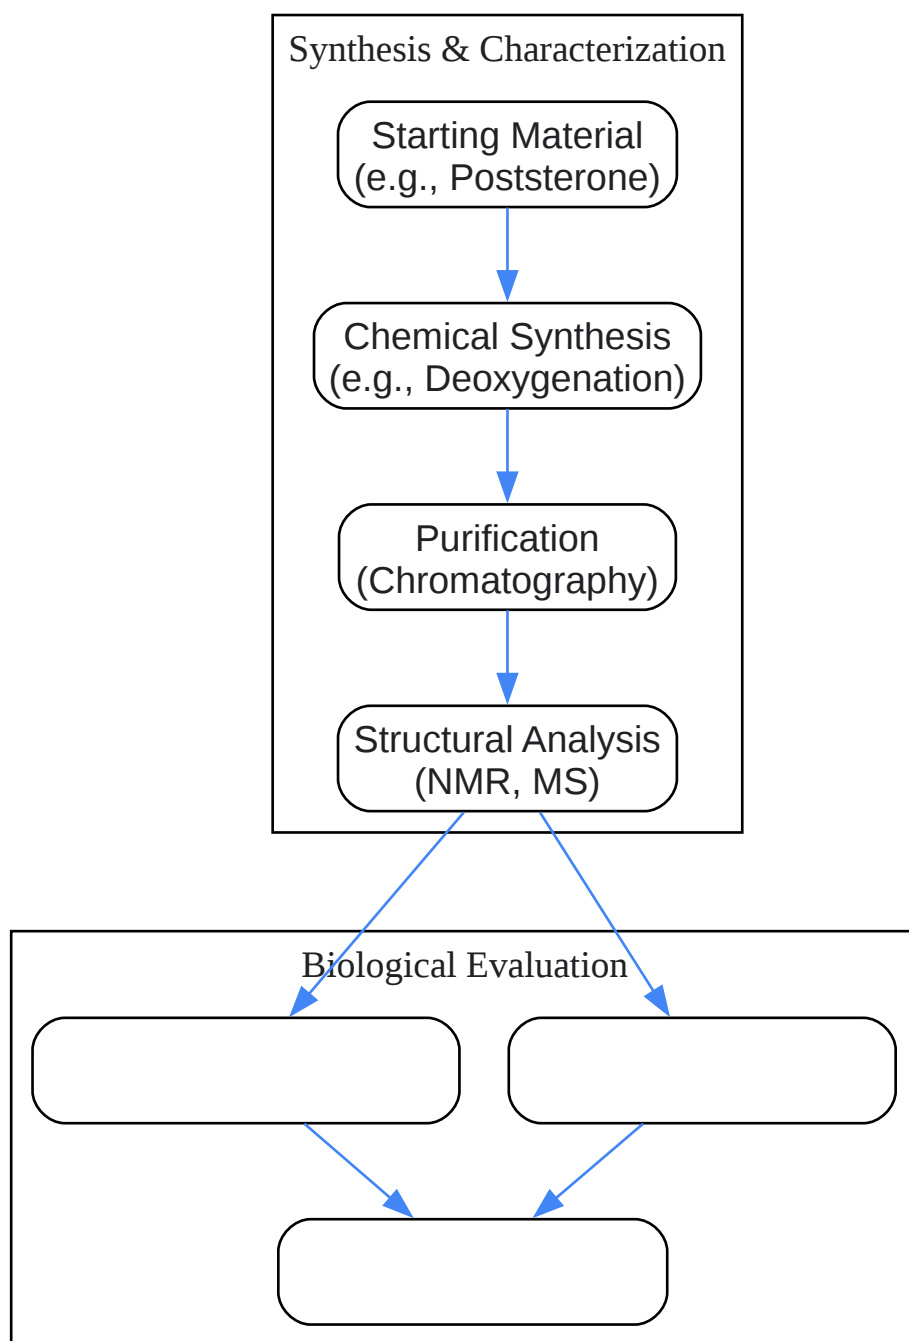 Synthesis & Characterization
Starting Material
(e.g., Poststerone)
Chemical Synthesis
(e.g., Deoxygenation)
Purification
(Chromatography)
Structural Analysis
(NMR, MS)
Biological Evaluation